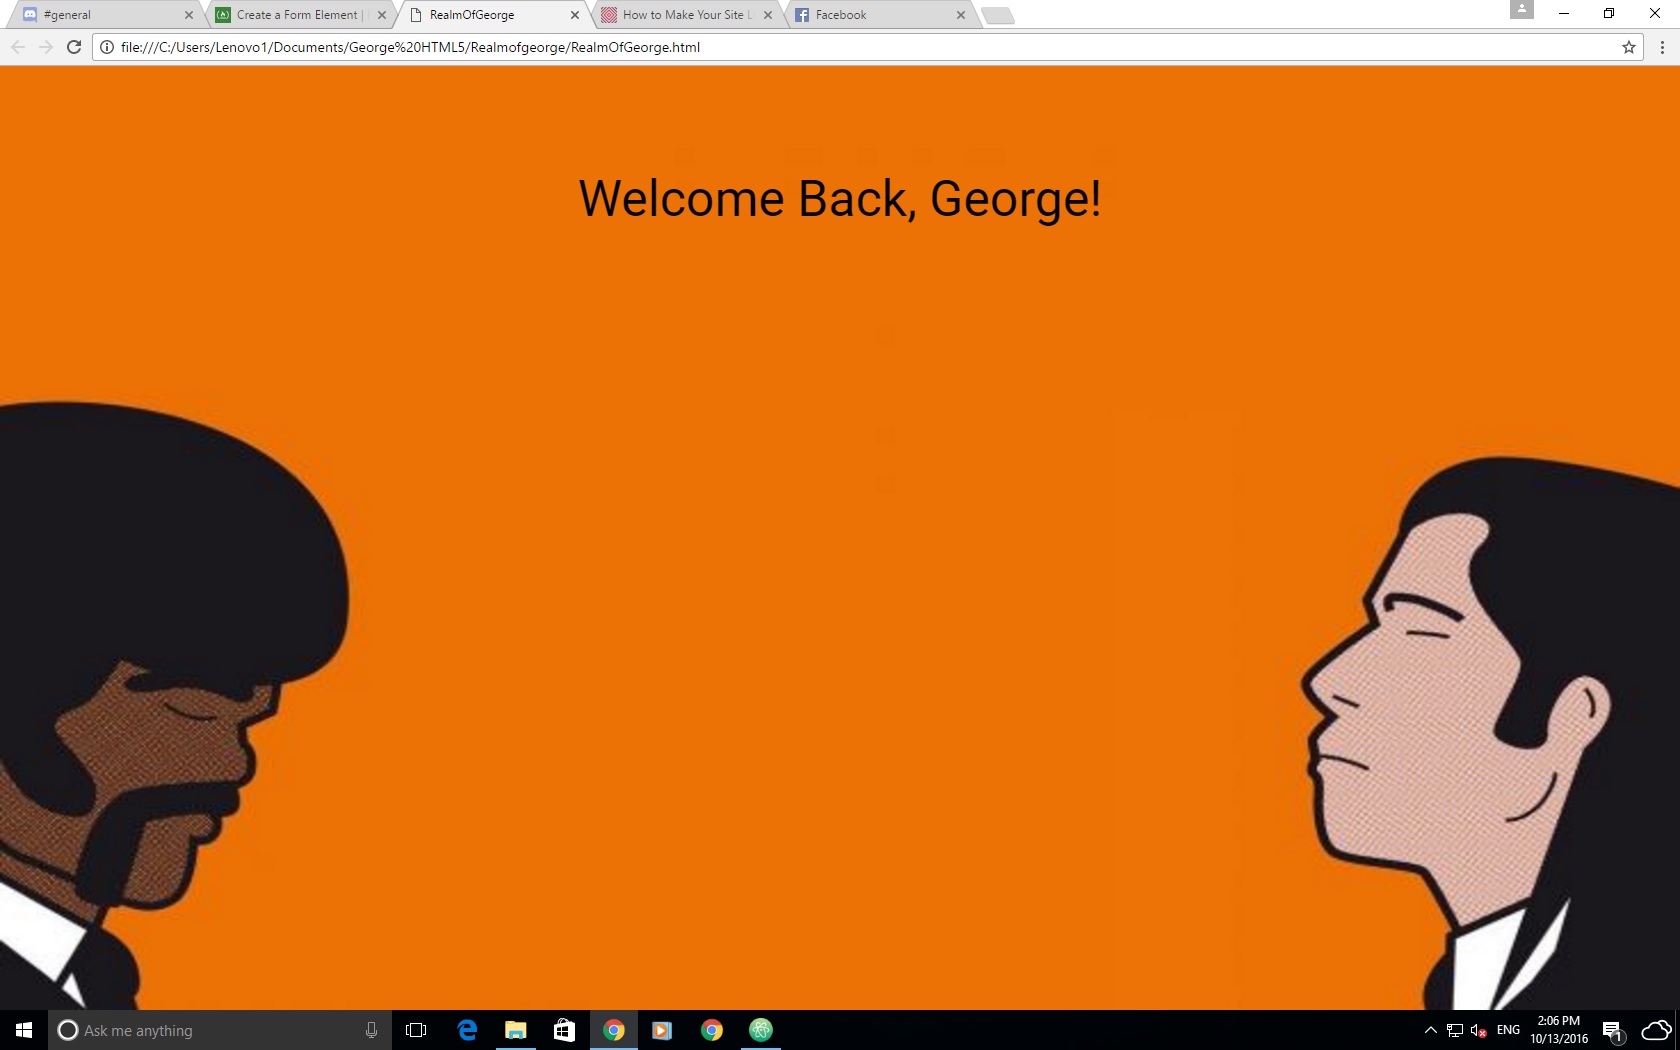 #general
Create a Form Element |
RealmOfGeorge
How to Make Your Site L
Facebook
file:///C:/Users/Lenovo1/Documents/George%20HTML5/Realmofgeorge/RealmOfGeorge.html
Welcome Back, George!
Ask me anything
ENG
2:06 PM
10/13/2016
1